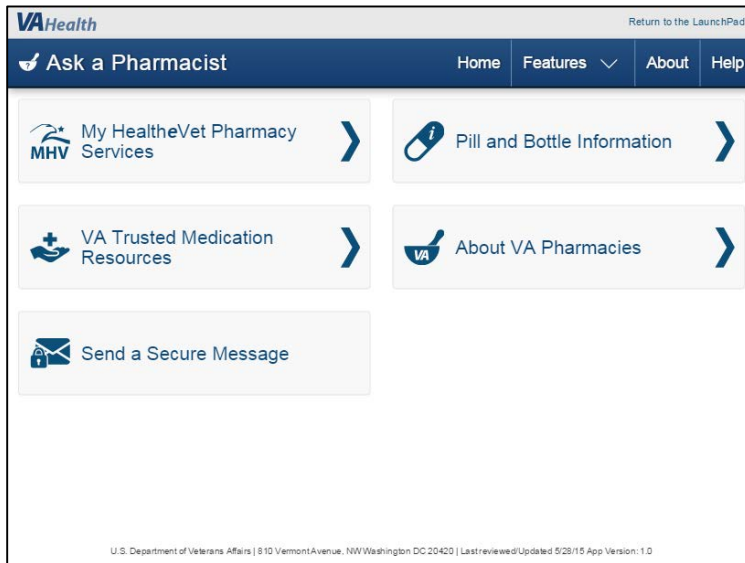 VAHealth
Return to the LaunchPad
Ask a Pharmacist
Home Features About Help
MHV
My HealtheVet Pharmacy
Services
i
Pill and Bottle Information
VA Trusted Medication
Resources
VA
About VA Pharmacies
Send a Secure Message
U.S. Department of Veterans Affairs | 810 Vermont Avenue, NW Washington DC 20420 | Last reviewed/Updated 5/28/15 App Version: 1.0